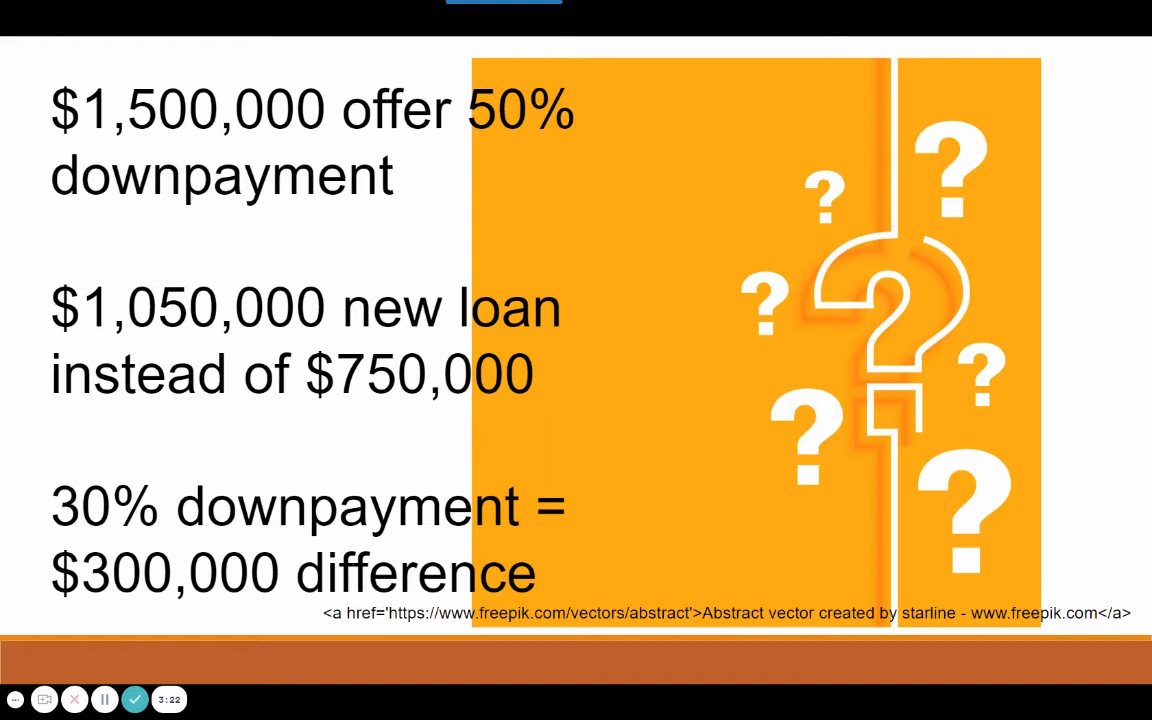 $1,500,000 offer 50%
downpayment
$1,050,000 new loan
instead of $750,000
30% downpayment =
$300,000 difference
<a href='https://www.freepik.com/vectors/abstract'>Abstract vector created by starline - www.freepik.com</a>
3:22